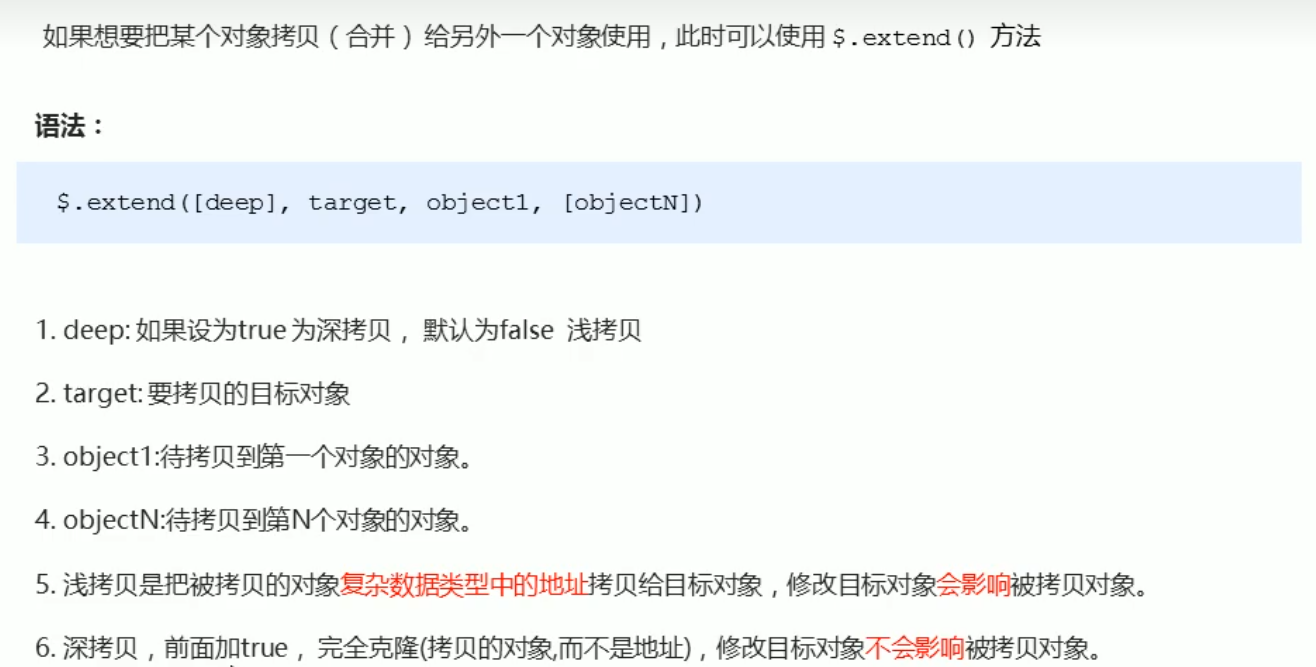 如果想要把某个对象拷贝（合并）给另外一个对象使用，此时可以使用 $.extend() 方法
语法：
$.extend([deep], target, object1, [objectN])
1. deep: 如果设为true 为深拷贝， 默认为false 浅拷贝
2. target: 要拷贝的目标对象
3. object1:待拷贝到第一个对象的对象。
4. objectN:待拷贝到第N个对象的对象。
5. 浅拷贝是把被拷贝的对象复杂数据类型中的地址拷贝给目标对象，修改目标对象会影响被拷贝对象。
6. 深拷贝，前面加true， 完全克隆(拷贝的对象,而不是地址)，修改目标对象不会影响被拷贝对象。